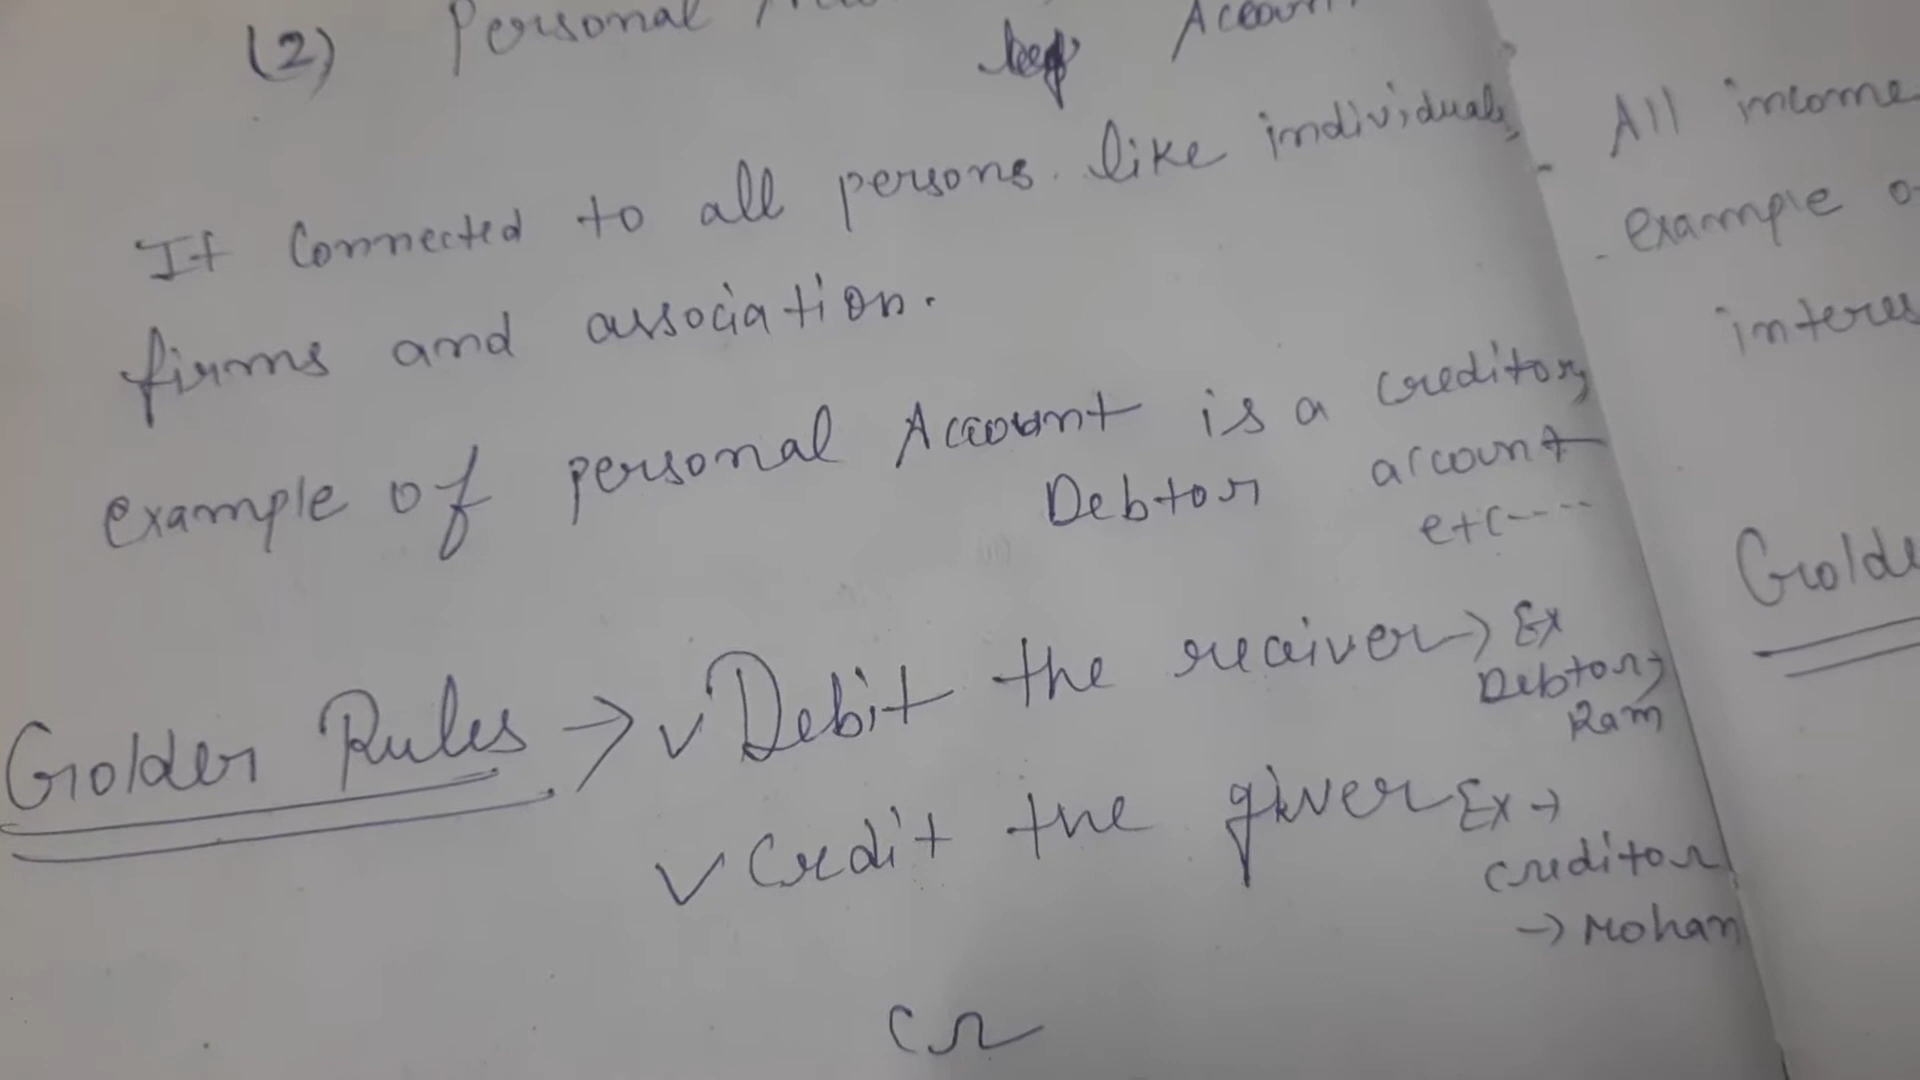 (2) Personal
Accoun
It Connected to all persons. like individuals,
firms and association.
example of personal Account is a creditor,
Debtor account
etc----
Golden Rules → ✓ Debit the receiver → Ex
Debtor,
Ram
✓ Credit the giver Ex →
creditor
→ Mohan
Cr
All income
example o
interes
Golde